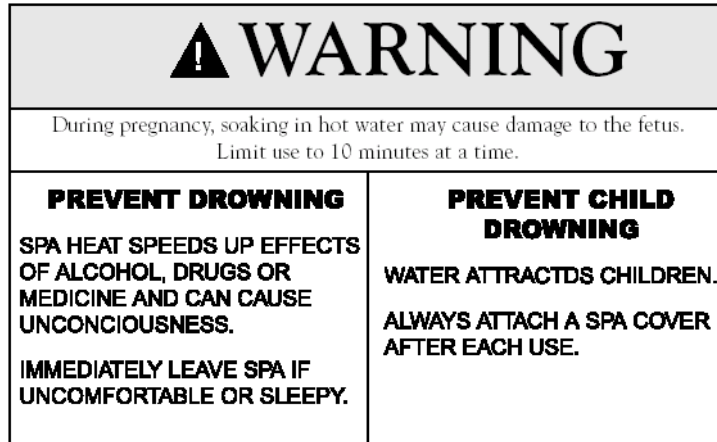 WARNING
During pregnancy, soaking in hot water may cause damage to the fetus.
Limit use to 10 minutes at a time.
PREVENT DROWNING
SPA HEAT SPEEDS UP EFFECTS
OF ALCOHOL, DRUGS OR
MEDICINE AND CAN CAUSE
UNCONCIOUSNESS.
IMMEDIATELY LEAVE SPA IF
UNCOMFORTABLE OR SLEEPY.
PREVENT CHILD
DROWNING
WATER ATTRACTDS CHILDREN.
ALWAYS ATTACH A SPA COVER
AFTER EACH USE.